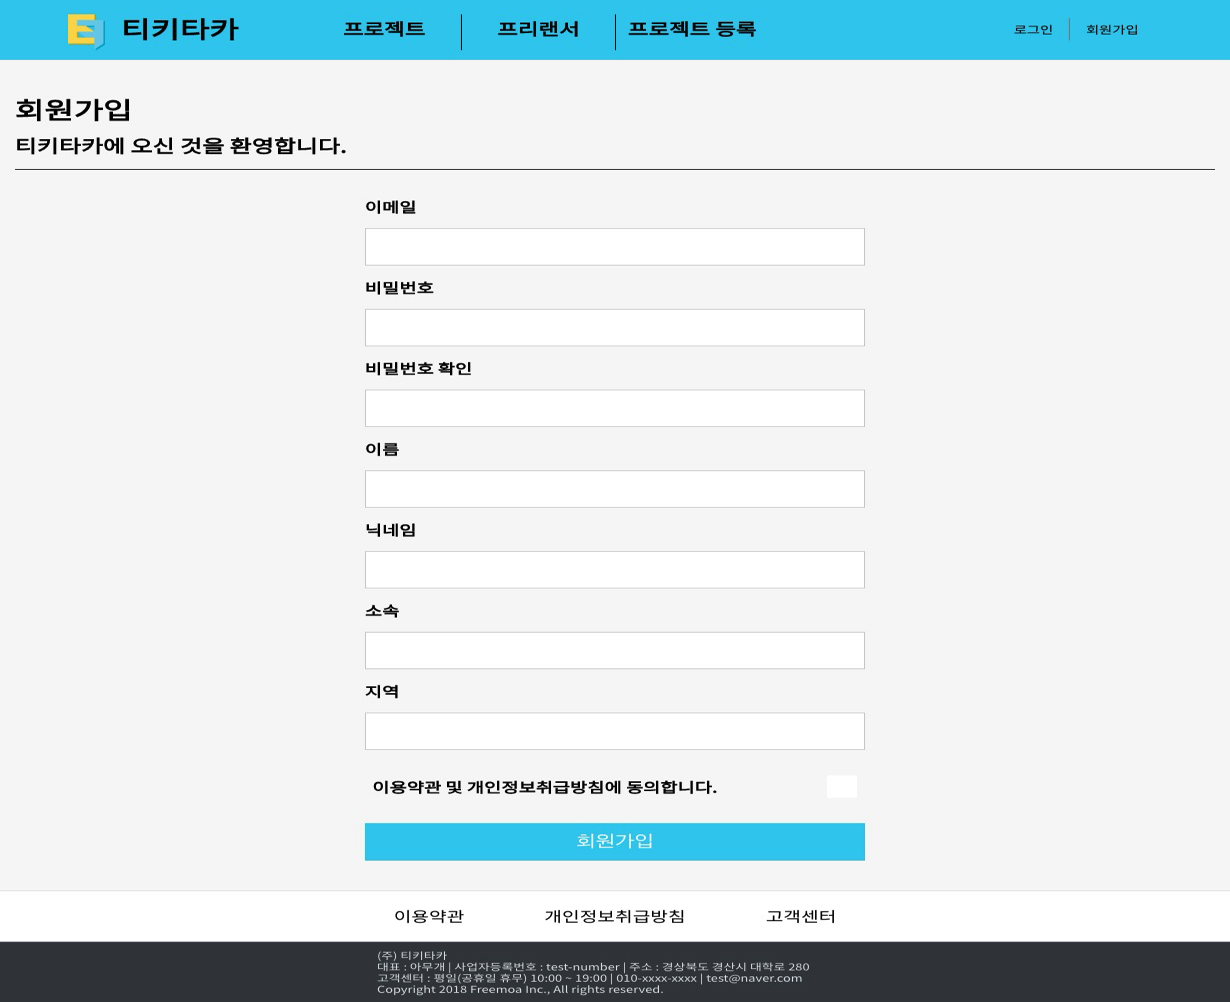 티키타카
프로젝트
프리랜서
프로젝트 등록
로그인
회원가입
회원가입
티키타카에 오신 것을 환영합니다.
이메일
비밀번호
비밀번호 확인
이름
닉네임
소속
지역
이용약관 및 개인정보취급방침에 동의합니다.
회원가입
이용약관
개인정보취급방침
고객센터
(주) 티키타카
대표 : 아무개 | 사업자등록번호 : test-number | 주소 : 경상북도 경산시 대학로 280
고객센터 : 평일(공휴일 휴무) 10:00 ~ 19:00 | 010-xxxx-xxxx | test@naver.com
Copyright 2018 Freemoa Inc., All rights reserved.